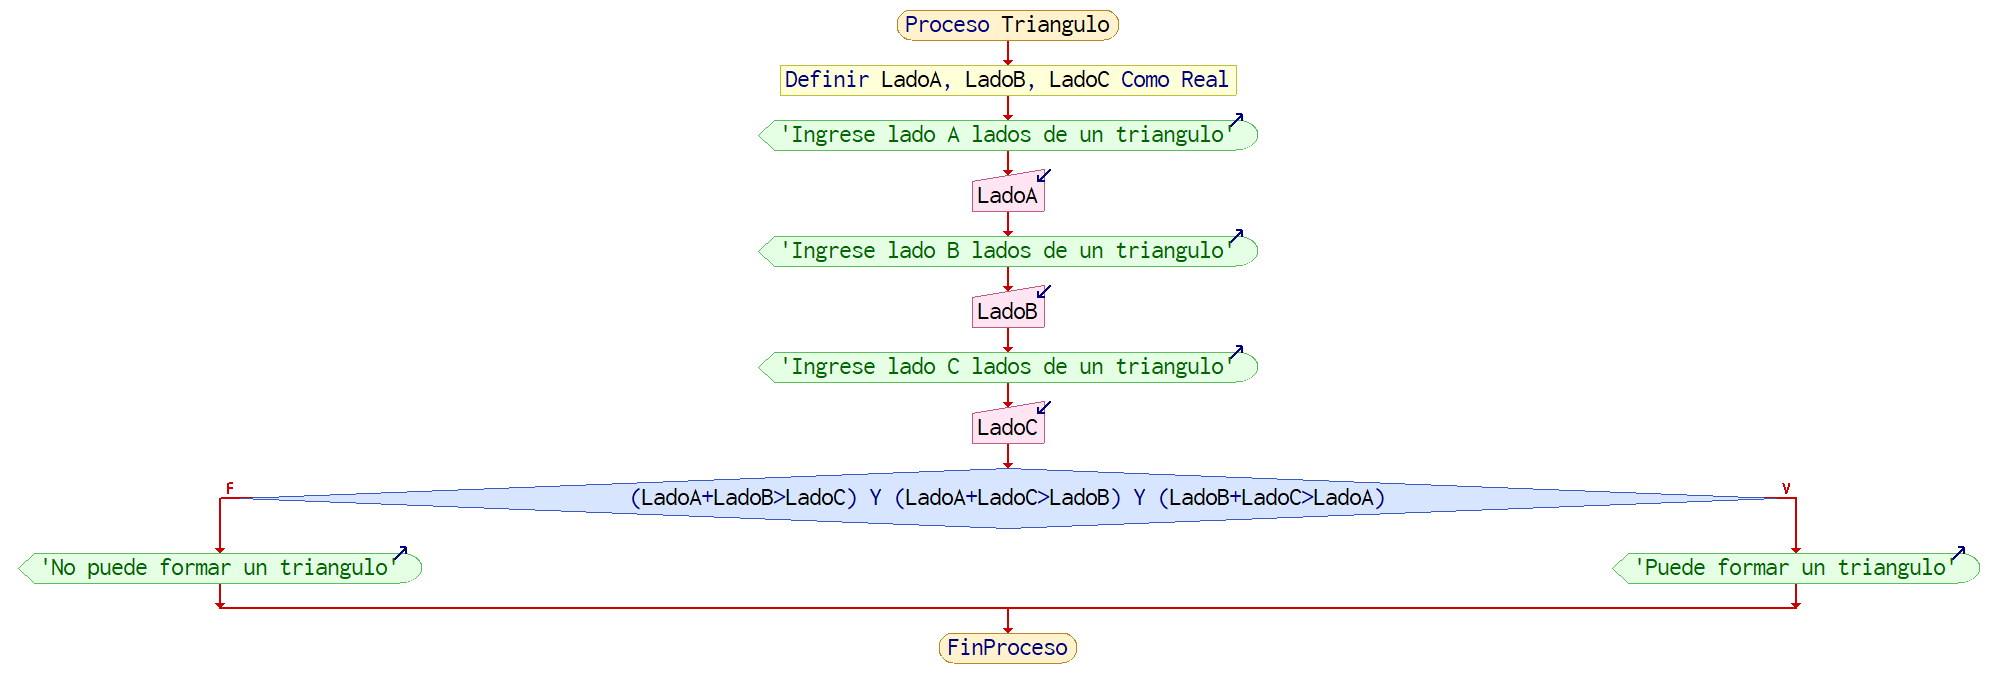 Proceso Triangulo
Definir LadoA, LadoB, LadoC Como Real
'Ingrese lado A lados de un triangulo'
LadoA
'Ingrese lado B lados de un triangulo'
LadoB
'Ingrese lado C lados de un triangulo'
LadoC
F
(LadoA+LadoB>LadoC) Y (LadoA+LadoC>LadoB) Y (LadoB+LadoC>LadoA)
V
'No puede formar un triangulo'
'Puede formar un triangulo'
FinProceso